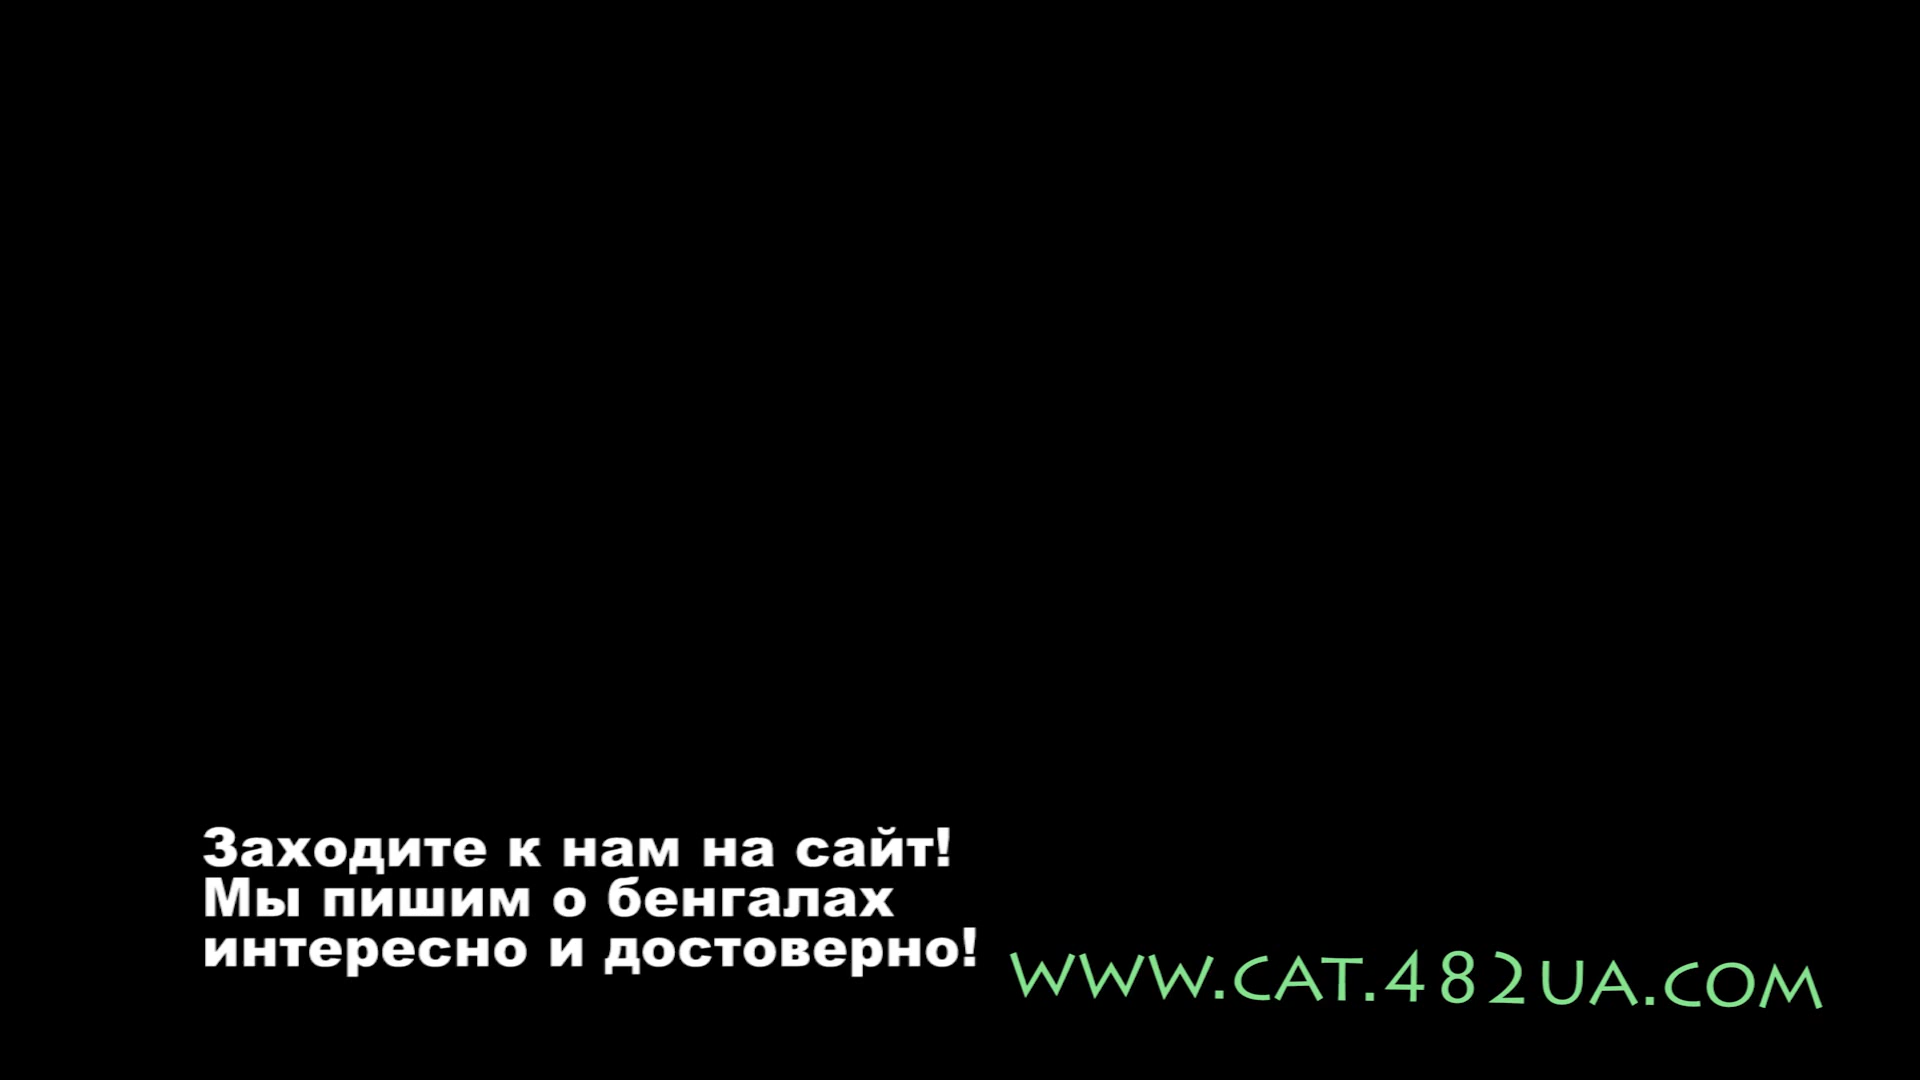 Заходите к нам на сайт!
Мы пишим о бенгалах
интересно и достоверно!
WWW.CAT.482UA.COM